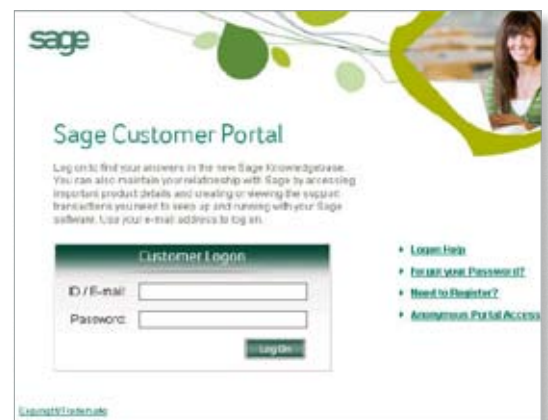 sage
Sage Customer Portal
Log on to find your answers in the new Sage Knowledgebase.
You can also maintain your relationship with Sage by accessing
important product details and creating or viewing the support
transactions you need to keep up and running with your Sage
software. Use your e-mail address to log on.
Customer Logon
ID / E-mail:
Password:
Log On
Logon Help
Forgot your Password?
Need to Register?
Anonymous Portal Access
Copyright/Trademarks